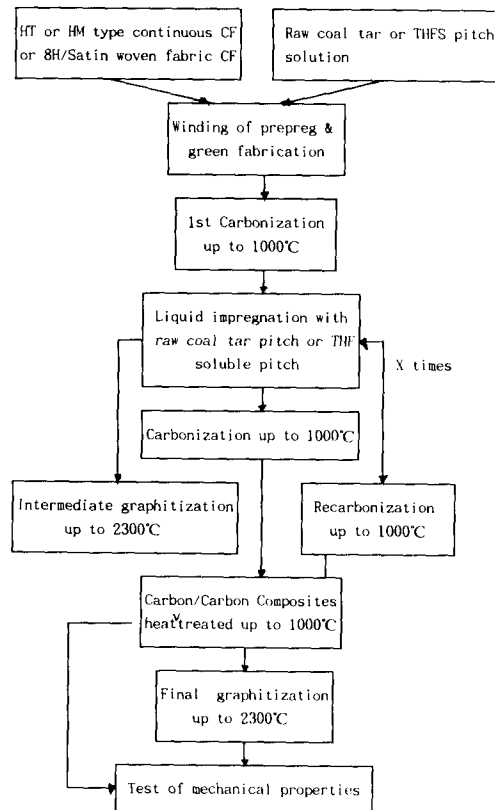 HT or HM type continuous CF
or 8H/Satin woven fabric CF
Raw coal tar or THFS pitch
solution
Winding of prepreg &
green fabrication
1st Carbonization
up to 1000℃
Liquid impregnation with
raw coal tar pitch or THF
soluble pitch
X times
Carbonization up to 1000℃
Intermediate graphitization
up to 2300℃
Recarbonization
up to 1000℃
Carbon/Carbon Composites
heat treated up to 1000℃
Final graphitization
up to 2300℃
Test of mechanical properties